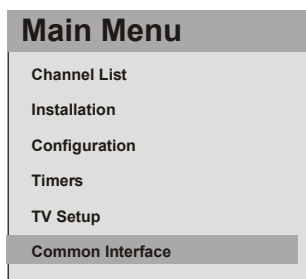 Main Menu
Channel List
Installation
Configuration
Timers
TV Setup
Common Interface